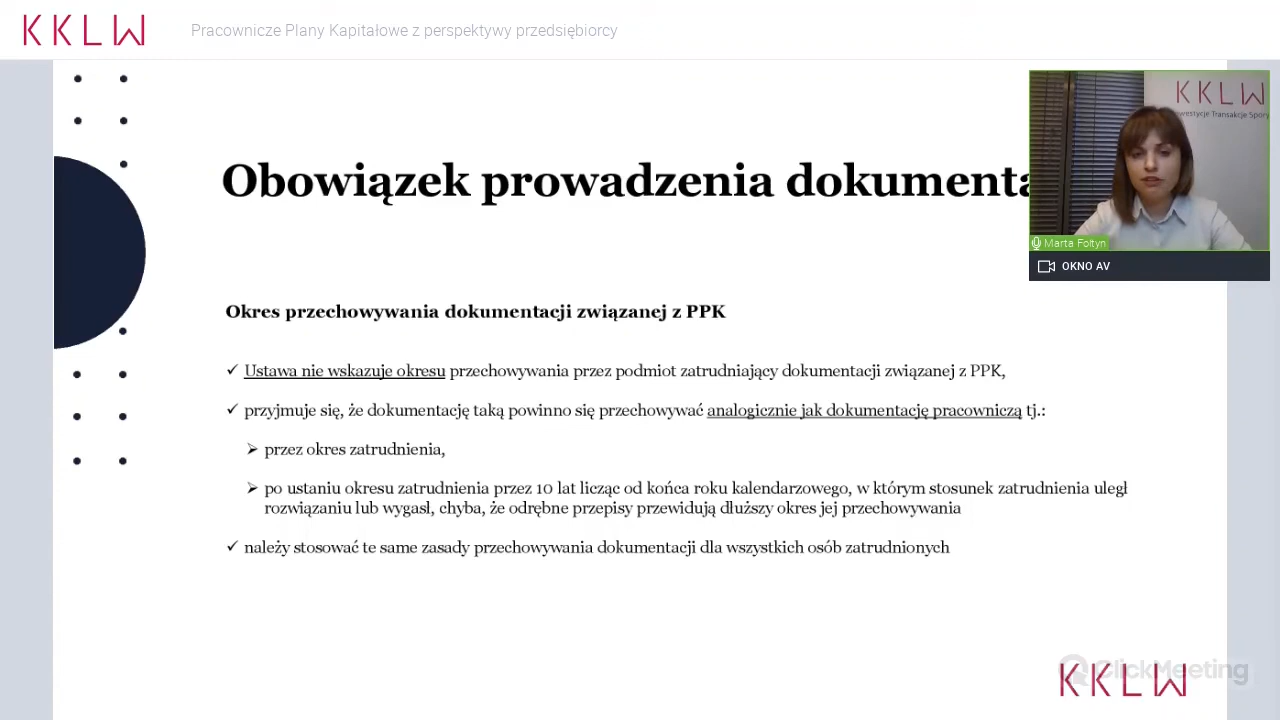 KKLW
Pracownicze Plany Kapitałowe z perspektywy przedsiębiorcy
KKLW
westycje Transakcje Spory
Marta Foltyn
OKNO AV
Obowiązek prowadzenia dokumenta
Okres przechowywania dokumentacji związanej z PPK
Ustawa nie wskazuje okresu przechowywania przez podmiot zatrudniający dokumentacji związanej z PPK,
przyjmuje się, że dokumentację taką powinno się przechowywać analogicznie jak dokumentację pracowniczą tj.:
przez okres zatrudnienia,
po ustaniu okresu zatrudnienia przez 10 lat licząc od końca roku kalendarzowego, w którym stosunek zatrudnienia uległ
rozwiązaniu lub wygasł, chyba, że odrębne przepisy przewidują dłuższy okres jej przechowywania
należy stosować te same zasady przechowywania dokumentacji dla wszystkich osób zatrudnionych
ClickMeeting
KKLW